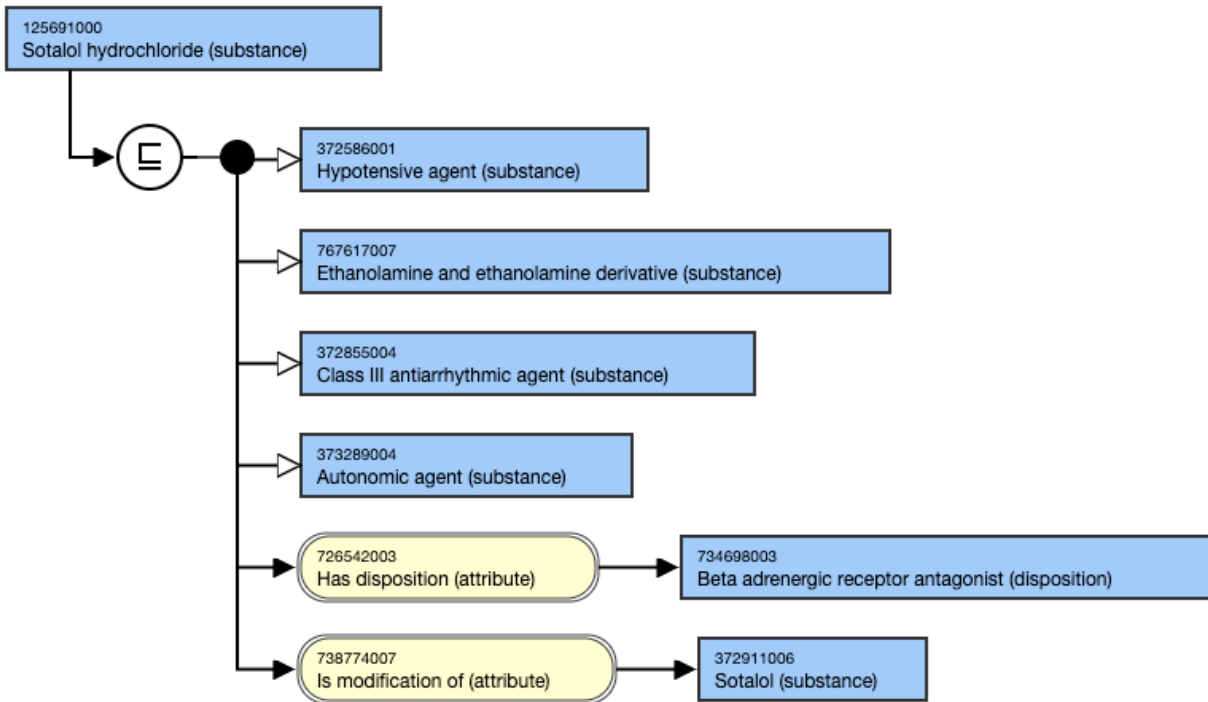 125691000
Sotalol hydrochloride (substance)
⊑
372586001
Hypotensive agent (substance)
767617007
Ethanolamine and ethanolamine derivative (substance)
372855004
Class III antiarrhythmic agent (substance)
373289004
Autonomic agent (substance)
726542003
Has disposition (attribute)
734698003
Beta adrenergic receptor antagonist (disposition)
738774007
Is modification of (attribute)
372911006
Sotalol (substance)